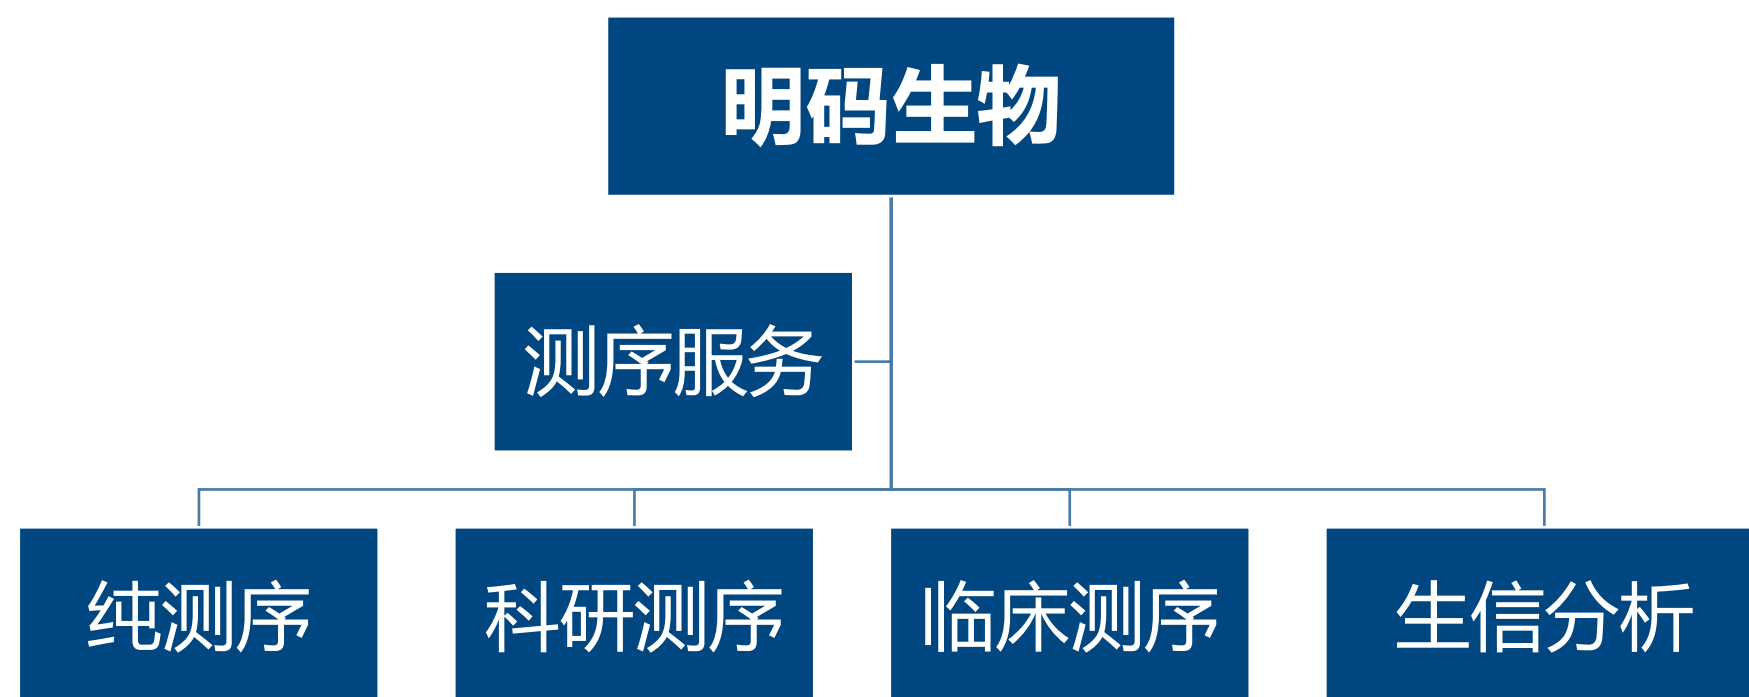 明码生物
测序服务
纯测序
科研测序
临床测序
生信分析